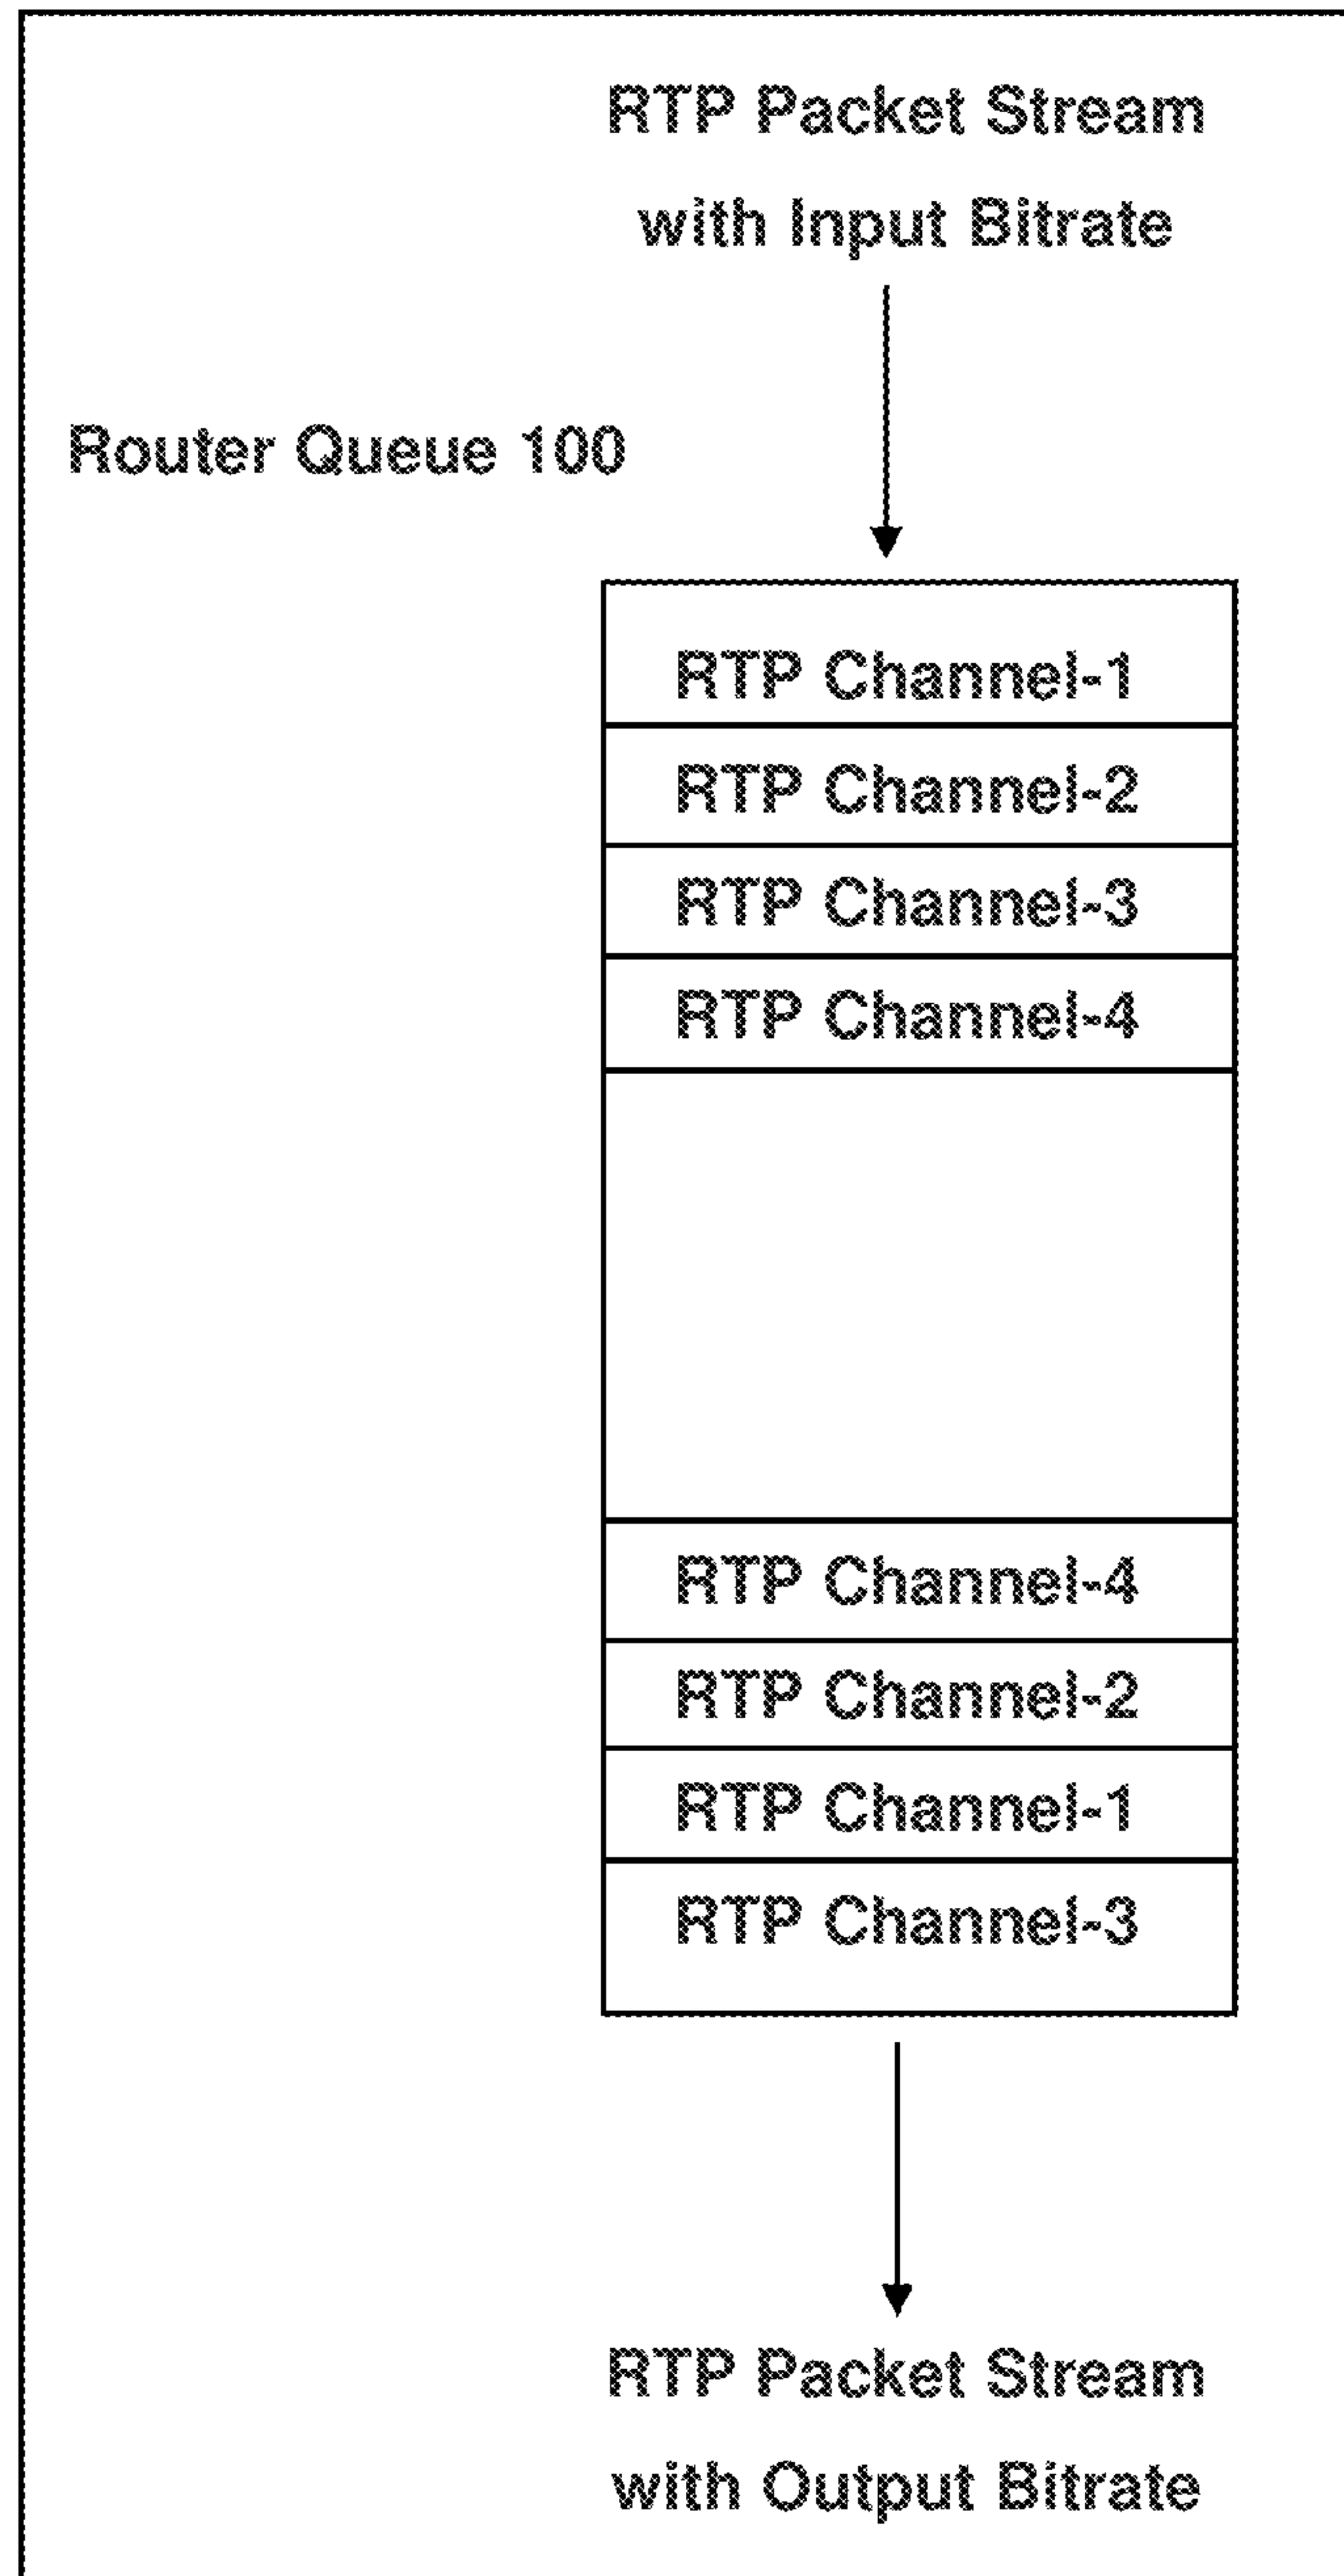 RTP Packet Stream
with Input Bitrate
Router Queue 100
RTP Channel-1
RTP Channel-2
RTP Channel-3
RTP Channel-4
RTP Channel-4
RTP Channel-2
RTP Channel-1
RTP Channel-3
RTP Packet Stream
with Output Bitrate